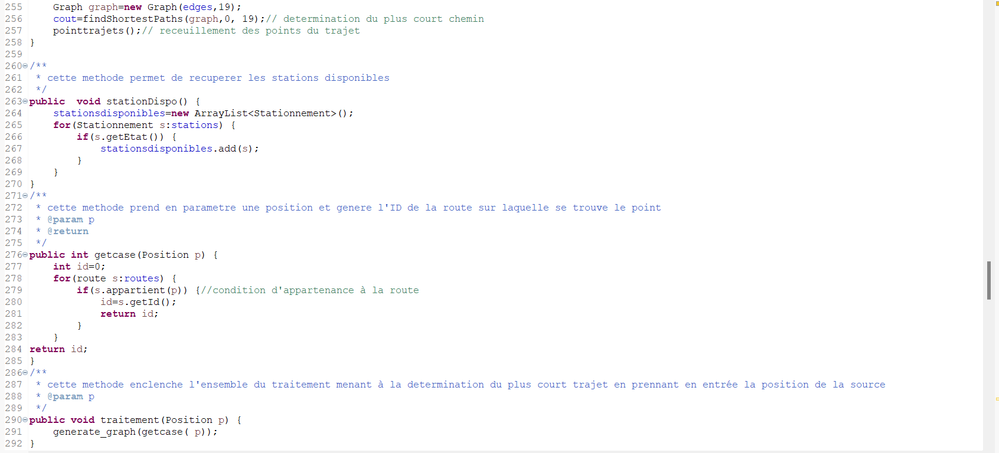 255     Graph graph=new Graph(edges,19);
256     cout=findShortestPaths(graph,0, 19);// determination du plus court chemin
257     pointtrajets();// receuillement des points du trajet
258 }
259
260 /**
261  * cette methode permet de recuperer les stations disponibles
262  */
263 public  void stationDispo() {
264     stationsdisponibles=new ArrayList<Stationnement>();
265     for(Stationnement s:stations) {
266         if(s.getEtat()) {
267             stationsdisponibles.add(s);
268         }
269     }
270 }
271 /**
272  * cette methode prend en parametre une position et genere l'ID de la route sur laquelle se trouve le point
273  * @param p
274  * @return
275  */
276 public int getcase(Position p) {
277     int id=0;
278     for(route s:routes) {
279         if(s.appartient(p)) {//condition d'appartenance à la route
280             id=s.getId();
281             return id;
282         }
283     }
284 return id;
285 }
286 /**
287  * cette methode enclenche l'ensemble du traitement menant à la determination du plus court trajet en prennant en entrée la position de la source
288  * @param p
289  */
290 public void traitement(Position p) {
291     generate_graph(getcase( p));
292 }